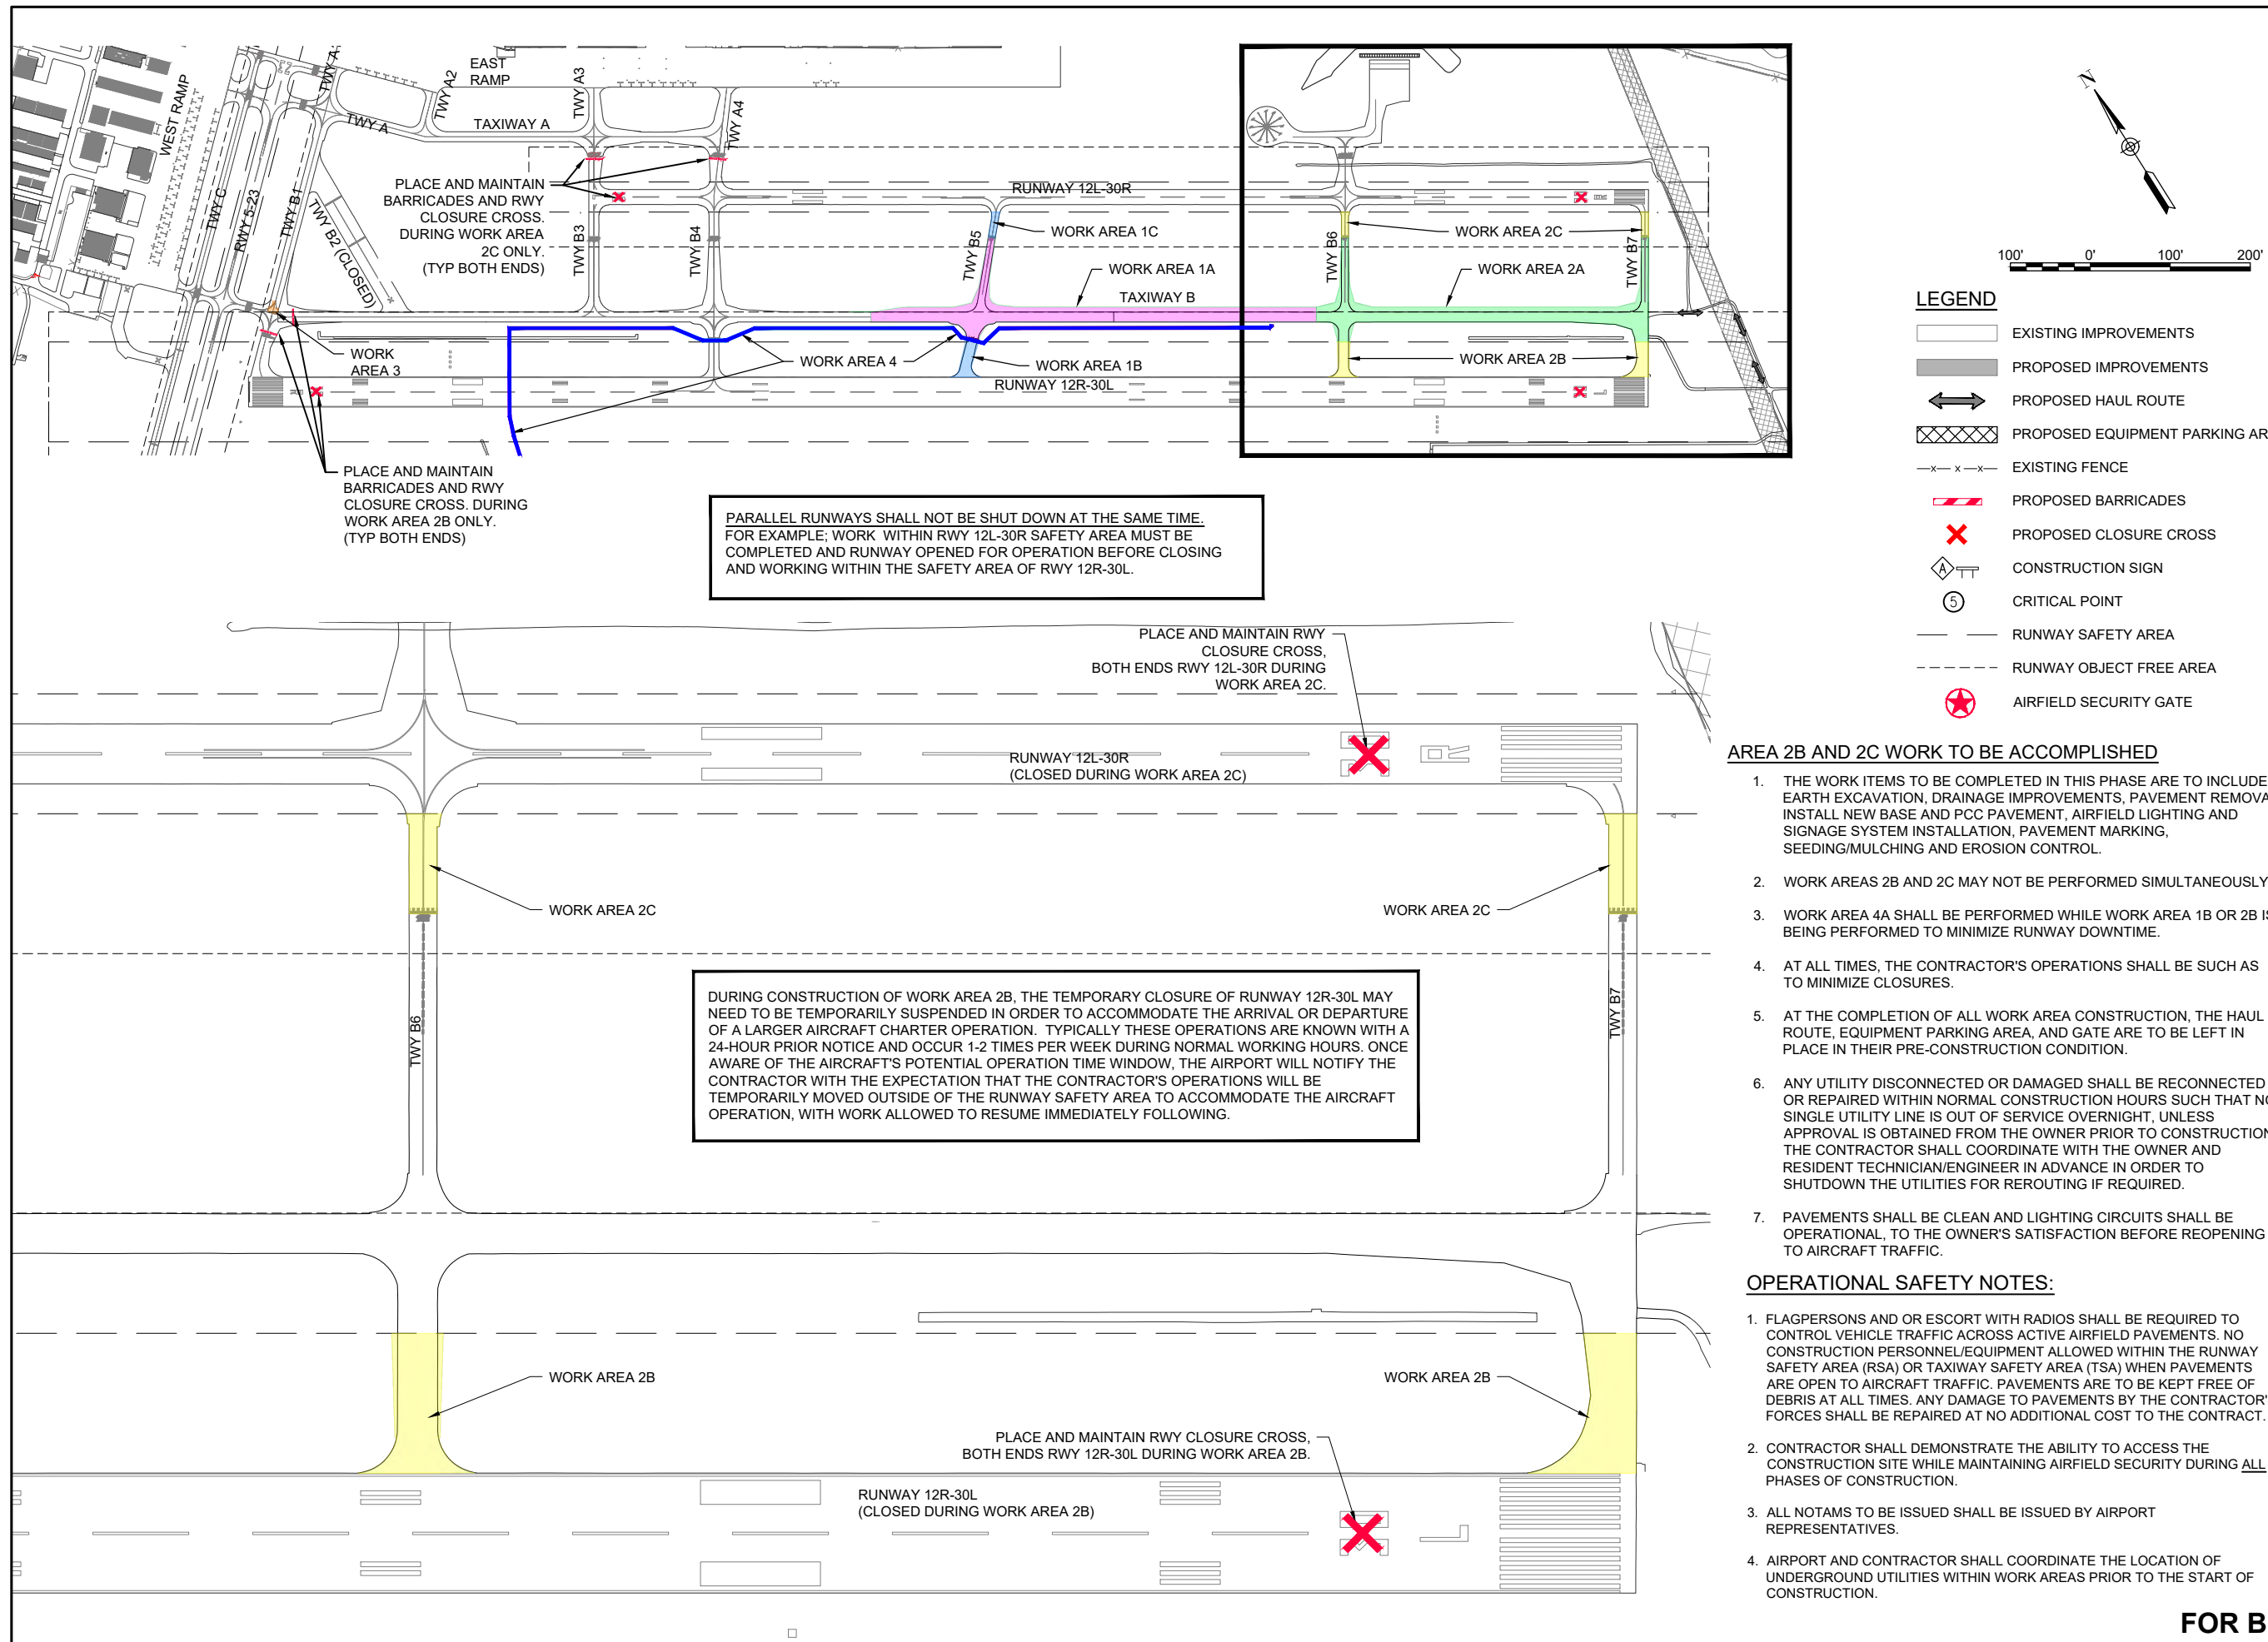 WEST RAMP
TWY C
RWY 5-23
TWY B1
TWY A1
TWY A
TWY A2
EAST
RAMP
TAXIWAY A
TWY A3
TWY A4
TWY B2 (CLOSED)
PLACE AND MAINTAIN
BARRICADES AND RWY
CLOSURE CROSS.
DURING WORK AREA
2C ONLY.
(TYP BOTH ENDS)
TWY B3
TWY B4
TWY B5
RUNWAY 12L-30R
WORK AREA 1C
WORK AREA 1A
TAXIWAY B
TWY B6
WORK AREA 2C
WORK AREA 2A
TWY B7
WORK
AREA 3
WORK AREA 4
WORK AREA 1B
RUNWAY 12R-30L
WORK AREA 2B
PLACE AND MAINTAIN
BARRICADES AND RWY
CLOSURE CROSS. DURING
WORK AREA 2B ONLY.
(TYP BOTH ENDS)
PARALLEL RUNWAYS SHALL NOT BE SHUT DOWN AT THE SAME TIME.
FOR EXAMPLE; WORK WITHIN RWY 12L-30R SAFETY AREA MUST BE
COMPLETED AND RUNWAY OPENED FOR OPERATION BEFORE CLOSING
AND WORKING WITHIN THE SAFETY AREA OF RWY 12R-30L.
N
100' 0' 100' 200'
LEGEND
EXISTING IMPROVEMENTS
PROPOSED IMPROVEMENTS
PROPOSED HAUL ROUTE
PROPOSED EQUIPMENT PARKING AR
x x x EXISTING FENCE
PROPOSED BARRICADES
PROPOSED CLOSURE CROSS
A CONSTRUCTION SIGN
5 CRITICAL POINT
RUNWAY SAFETY AREA
RUNWAY OBJECT FREE AREA
AIRFIELD SECURITY GATE
PLACE AND MAINTAIN RWY
CLOSURE CROSS,
BOTH ENDS RWY 12L-30R DURING
WORK AREA 2C.
RUNWAY 12L-30R
(CLOSED DURING WORK AREA 2C)
WORK AREA 2C
WORK AREA 2C
TWY B6
TWY B7
DURING CONSTRUCTION OF WORK AREA 2B, THE TEMPORARY CLOSURE OF RUNWAY 12R-30L MAY
NEED TO BE TEMPORARILY SUSPENDED IN ORDER TO ACCOMMODATE THE ARRIVAL OR DEPARTURE
OF A LARGER AIRCRAFT CHARTER OPERATION. TYPICALLY THESE OPERATIONS ARE KNOWN WITH A
24-HOUR PRIOR NOTICE AND OCCUR 1-2 TIMES PER WEEK DURING NORMAL WORKING HOURS. ONCE
AWARE OF THE AIRCRAFT'S POTENTIAL OPERATION TIME WINDOW, THE AIRPORT WILL NOTIFY THE
CONTRACTOR WITH THE EXPECTATION THAT THE CONTRACTOR'S OPERATIONS WILL BE
TEMPORARILY MOVED OUTSIDE OF THE RUNWAY SAFETY AREA TO ACCOMMODATE THE AIRCRAFT
OPERATION, WITH WORK ALLOWED TO RESUME IMMEDIATELY FOLLOWING.
WORK AREA 2B
WORK AREA 2B
PLACE AND MAINTAIN RWY CLOSURE CROSS,
BOTH ENDS RWY 12R-30L DURING WORK AREA 2B.
RUNWAY 12R-30L
(CLOSED DURING WORK AREA 2B)
AREA 2B AND 2C WORK TO BE ACCOMPLISHED
1. THE WORK ITEMS TO BE COMPLETED IN THIS PHASE ARE TO INCLUDE
EARTH EXCAVATION, DRAINAGE IMPROVEMENTS, PAVEMENT REMOVA
INSTALL NEW BASE AND PCC PAVEMENT, AIRFIELD LIGHTING AND
SIGNAGE SYSTEM INSTALLATION, PAVEMENT MARKING,
SEEDING/MULCHING AND EROSION CONTROL.
2. WORK AREAS 2B AND 2C MAY NOT BE PERFORMED SIMULTANEOUSLY
3. WORK AREA 4A SHALL BE PERFORMED WHILE WORK AREA 1B OR 2B IS
BEING PERFORMED TO MINIMIZE RUNWAY DOWNTIME.
4. AT ALL TIMES, THE CONTRACTOR'S OPERATIONS SHALL BE SUCH AS
TO MINIMIZE CLOSURES.
5. AT THE COMPLETION OF ALL WORK AREA CONSTRUCTION, THE HAUL
ROUTE, EQUIPMENT PARKING AREA, AND GATE ARE TO BE LEFT IN
PLACE IN THEIR PRE-CONSTRUCTION CONDITION.
6. ANY UTILITY DISCONNECTED OR DAMAGED SHALL BE RECONNECTED
OR REPAIRED WITHIN NORMAL CONSTRUCTION HOURS SUCH THAT NO
SINGLE UTILITY LINE IS OUT OF SERVICE OVERNIGHT, UNLESS
APPROVAL IS OBTAINED FROM THE OWNER PRIOR TO CONSTRUCTION
THE CONTRACTOR SHALL COORDINATE WITH THE OWNER AND
RESIDENT TECHNICIAN/ENGINEER IN ADVANCE IN ORDER TO
SHUTDOWN THE UTILITIES FOR REROUTING IF REQUIRED.
7. PAVEMENTS SHALL BE CLEAN AND LIGHTING CIRCUITS SHALL BE
OPERATIONAL, TO THE OWNER'S SATISFACTION BEFORE REOPENING
TO AIRCRAFT TRAFFIC.
OPERATIONAL SAFETY NOTES:
1. FLAGPERSONS AND OR ESCORT WITH RADIOS SHALL BE REQUIRED TO
CONTROL VEHICLE TRAFFIC ACROSS ACTIVE AIRFIELD PAVEMENTS. NO
CONSTRUCTION PERSONNEL/EQUIPMENT ALLOWED WITHIN THE RUNWAY
SAFETY AREA (RSA) OR TAXIWAY SAFETY AREA (TSA) WHEN PAVEMENTS
ARE OPEN TO AIRCRAFT TRAFFIC. PAVEMENTS ARE TO BE KEPT FREE OF
DEBRIS AT ALL TIMES. ANY DAMAGE TO PAVEMENTS BY THE CONTRACTOR'
FORCES SHALL BE REPAIRED AT NO ADDITIONAL COST TO THE CONTRACT.
2. CONTRACTOR SHALL DEMONSTRATE THE ABILITY TO ACCESS THE
CONSTRUCTION SITE WHILE MAINTAINING AIRFIELD SECURITY DURING ALL
PHASES OF CONSTRUCTION.
3. ALL NOTAMS TO BE ISSUED SHALL BE ISSUED BY AIRPORT
REPRESENTATIVES.
4. AIRPORT AND CONTRACTOR SHALL COORDINATE THE LOCATION OF
UNDERGROUND UTILITIES WITHIN WORK AREAS PRIOR TO THE START OF
CONSTRUCTION.
FOR B